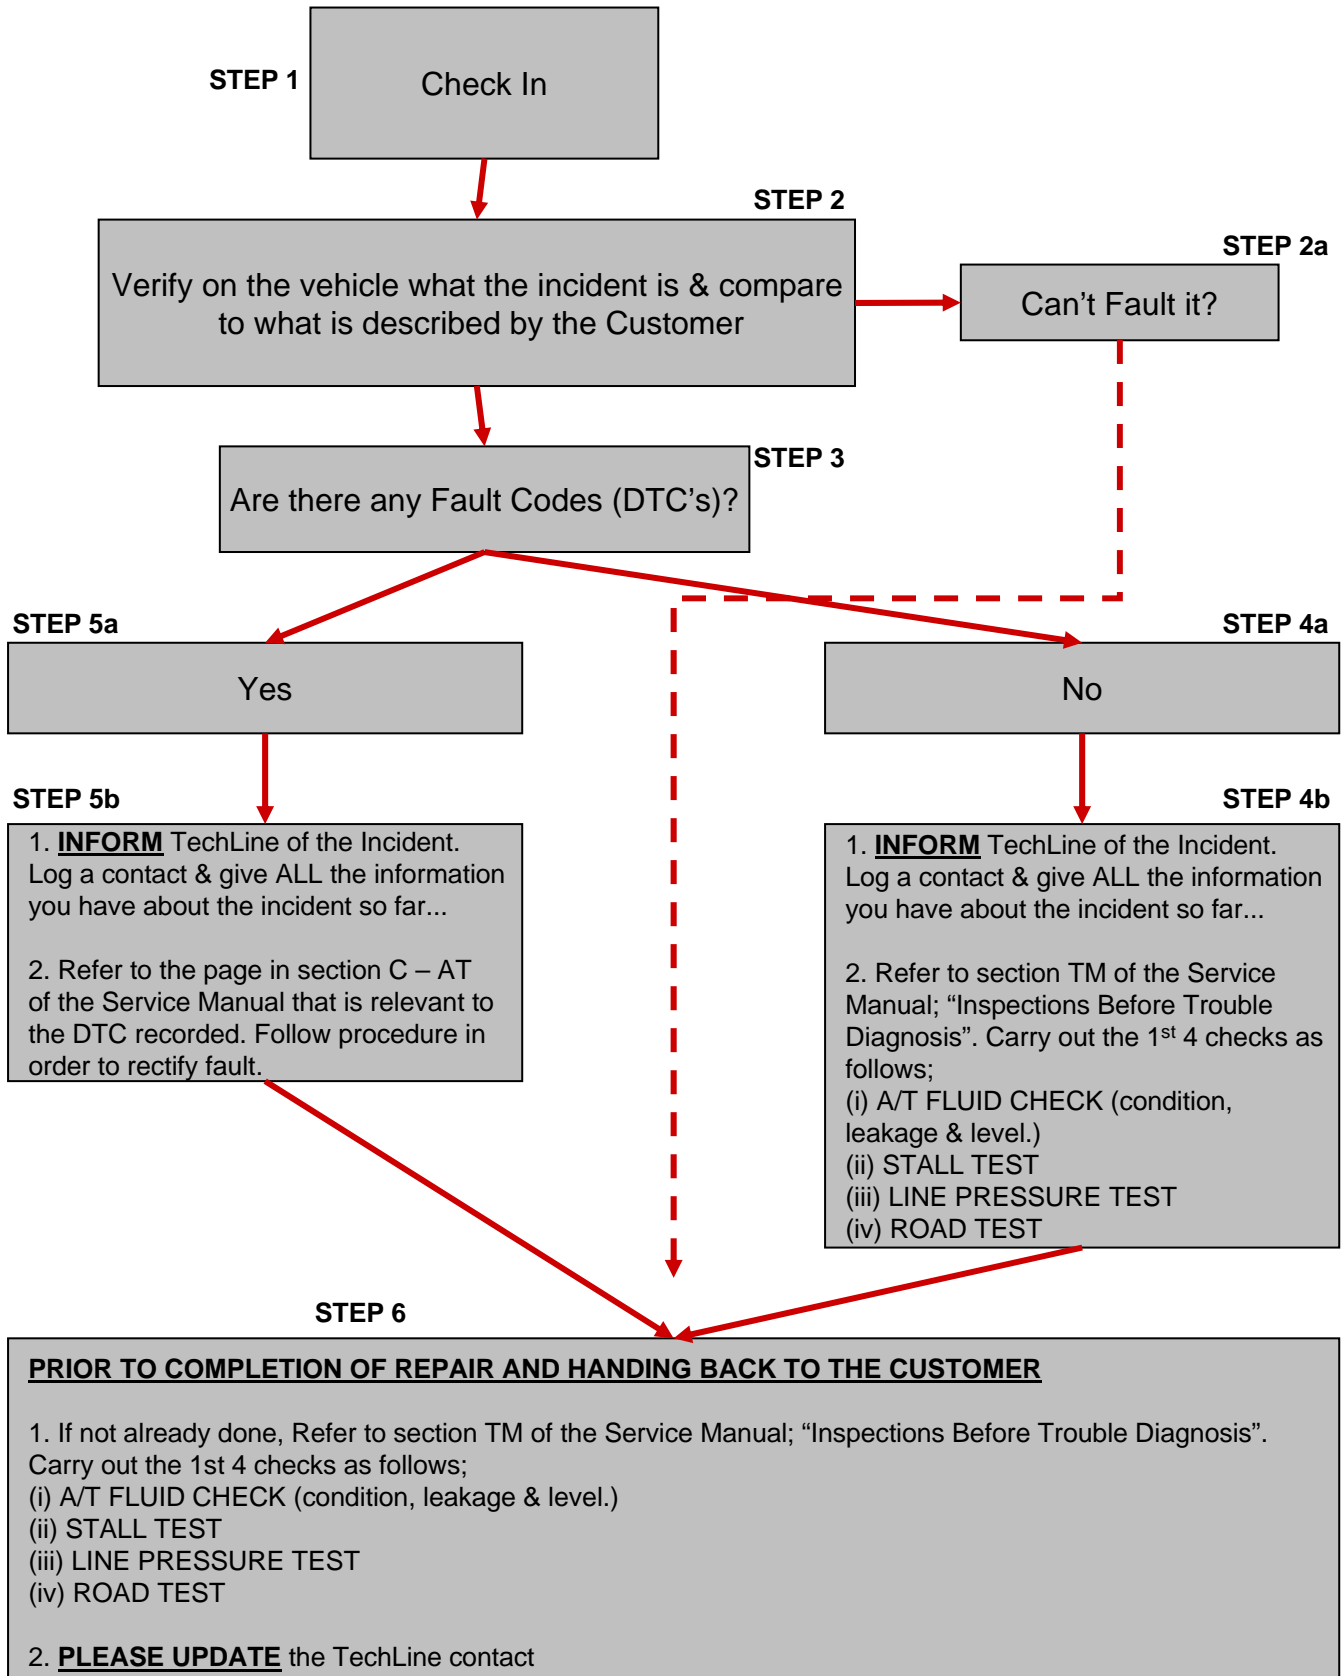 STEP 1
Check In
STEP 2
Verify on the vehicle what the incident is & compare
to what is described by the Customer
STEP 2a
Can’t Fault it?
STEP 3
Are there any Fault Codes (DTC’s)?
STEP 5a
Yes
STEP 4a
No
STEP 5b
1. INFORM TechLine of the Incident.
Log a contact & give ALL the information
you have about the incident so far...
2. Refer to the page in section C – AT
of the Service Manual that is relevant to
the DTC recorded. Follow procedure in
order to rectify fault.
STEP 4b
1. INFORM TechLine of the Incident.
Log a contact & give ALL the information
you have about the incident so far...
2. Refer to section TM of the Service
Manual; “Inspections Before Trouble
Diagnosis”. Carry out the 1st 4 checks as
follows;
(i) A/T FLUID CHECK (condition,
leakage & level.)
(ii) STALL TEST
(iii) LINE PRESSURE TEST
(iv) ROAD TEST
STEP 6
PRIOR TO COMPLETION OF REPAIR AND HANDING BACK TO THE CUSTOMER
1. If not already done, Refer to section TM of the Service Manual; “Inspections Before Trouble Diagnosis”.
Carry out the 1st 4 checks as follows;
(i) A/T FLUID CHECK (condition, leakage & level.)
(ii) STALL TEST
(iii) LINE PRESSURE TEST
(iv) ROAD TEST
2. PLEASE UPDATE the TechLine contact